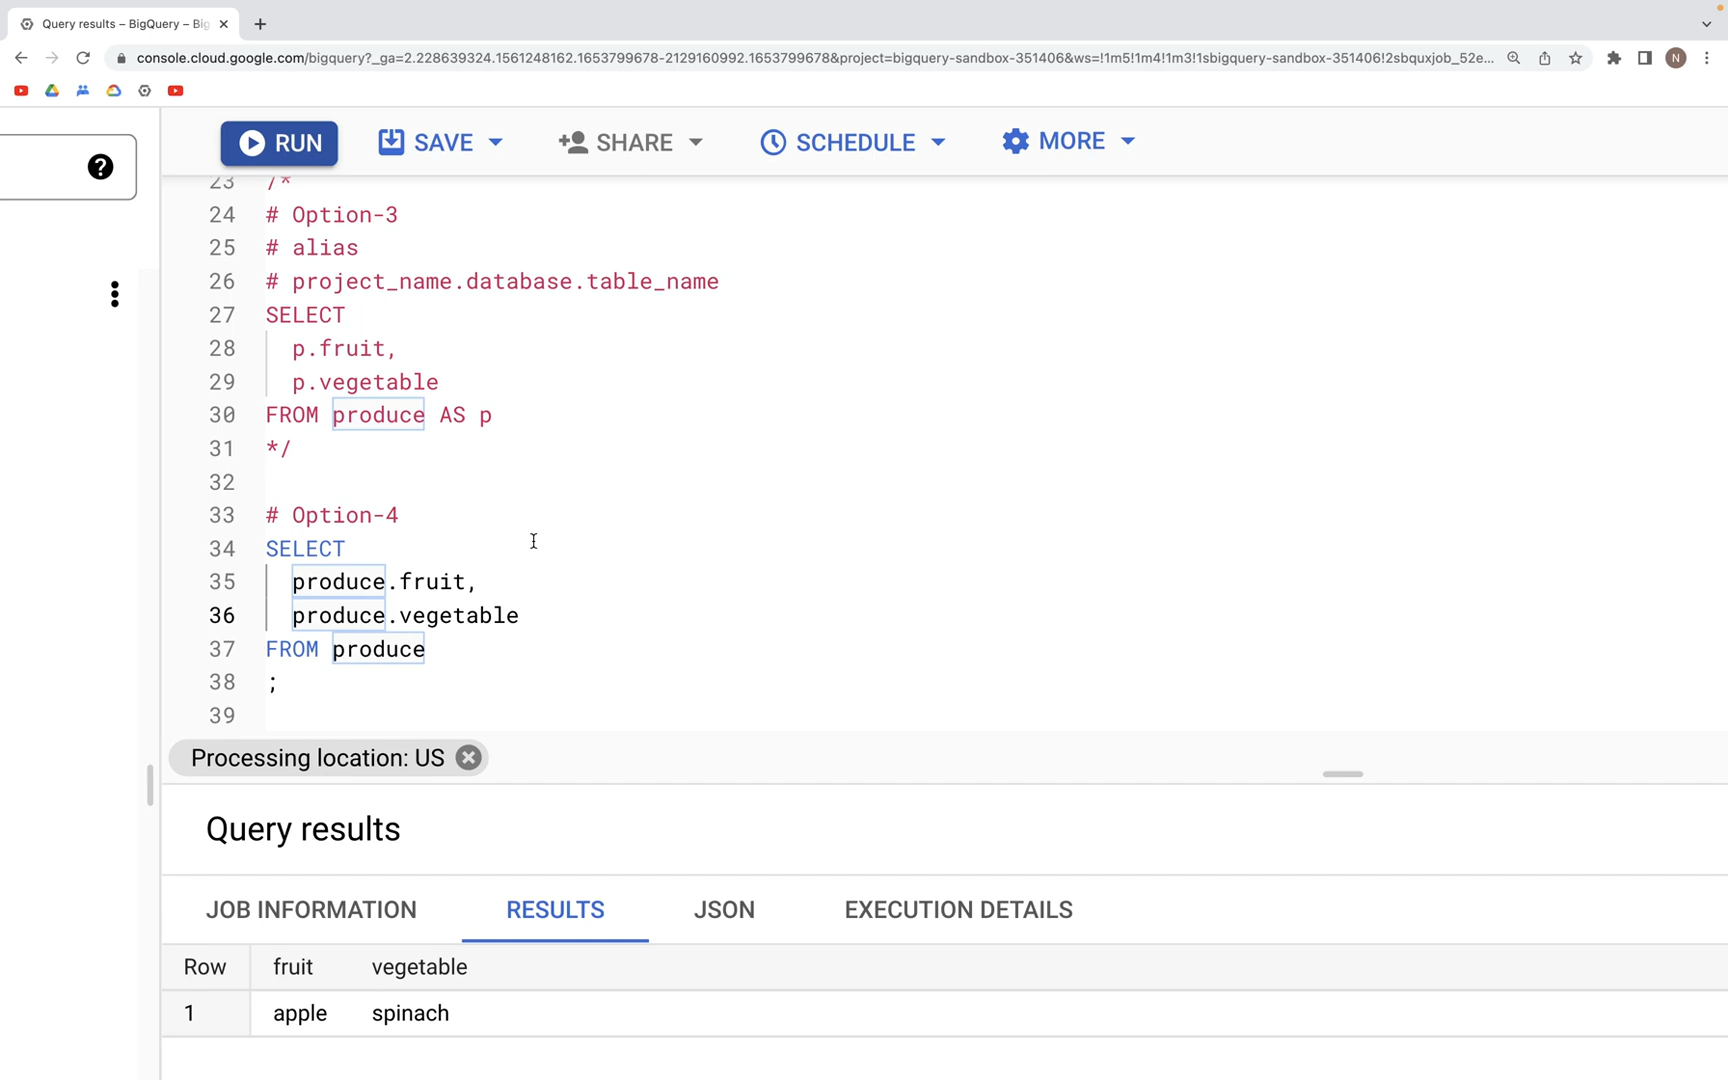 Query results – BigQuery – Big
console.cloud.google.com/bigquery?_ga=2.228639324.1561248162.1653799678-2129160992.1653799678&project=bigquery-sandbox-351406&ws=!1m5!1m4!1m3!1sbigquery-sandbox-351406!2sbquxjob_52e...
N
RUN SAVE SHARE SCHEDULE MORE
23 /*
24 # Option-3
25 # alias
26 # project_name.database.table_name
27 SELECT
28 p.fruit,
29 p.vegetable
30 FROM produce AS p
31 */
32
33 # Option-4
34 SELECT
35 produce.fruit,
36 produce.vegetable
37 FROM produce
38 ;
39
Processing location: US
Query results
JOB INFORMATION RESULTS JSON EXECUTION DETAILS
Row fruit vegetable
1 apple spinach